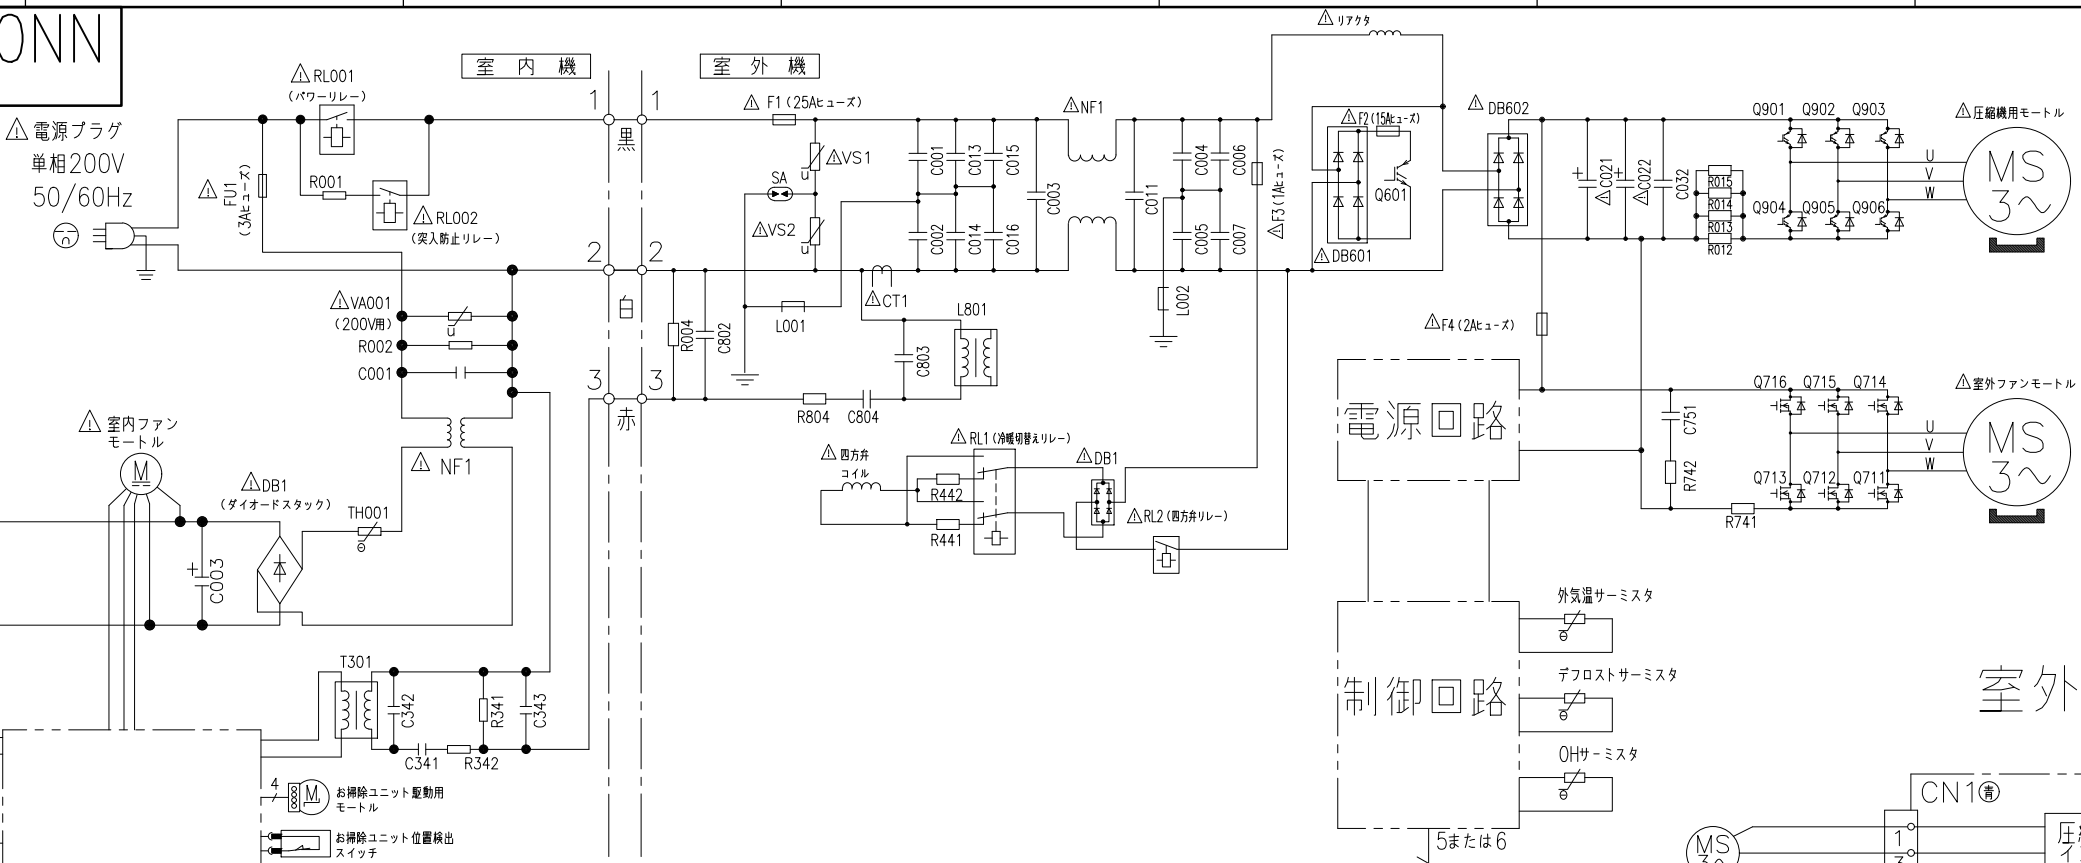 ONN
⚠ 電源プラグ
単相200V
50/60Hz
⚠ RL001
(パワーリレー)
⚠ FU1
(3Aヒューズ)
R001
⚠ RL002
(突入防止リレー)
室内機
室外機
1 1
黒
2 2
白
3 3
赤
⚠ VA001
(200V用)
u
R002
C001
⚠ NF1
⚠ 室内ファン
モートル
M
⚠ DB1
(ダイオードスタック)
TH001
θ
+
C003
T301
C342
R341
C343
C341
R342
4
M
お掃除ユニット駆動用
モートル
お掃除ユニット位置検出
スイッチ
⚠ F1 (25Aヒューズ)
⚠ VS1
u
SA
⚠ VS2
u
C001
C013
C015
C003
C002
C014
C016
⚠ NF1
C011
C004
C006
C005
C007
⚠ F3 (1Aヒューズ)
L002
R004
C802
L001
⚠ CT1
L801
C803
R804
C804
⚠ リアクタ
⚠ F2 (15Aヒューズ)
Q601
⚠ DB601
⚠ DB602
+
⚠ C021
+
⚠ C022
C032
R015
R014
R013
R012
Q901 Q902 Q903
Q904 Q905 Q906
U
V
W
⚠ 圧縮機用モートル
MS
3~
⚠ F4 (2Aヒューズ)
電源回路
C751
R742
R741
Q716 Q715 Q714
Q713 Q712 Q711
U
V
W
⚠ 室外ファンモートル
MS
3~
⚠ 四方弁
コイル
R442
R441
⚠ RL1 (冷暖切替えリレー)
⚠ DB1
⚠ RL2 (四方弁リレー)
制御回路
外気温サーミスタ
θ
デフロストサーミスタ
θ
OHサーミスタ
θ
5または6
室外
CN1青
MS
1